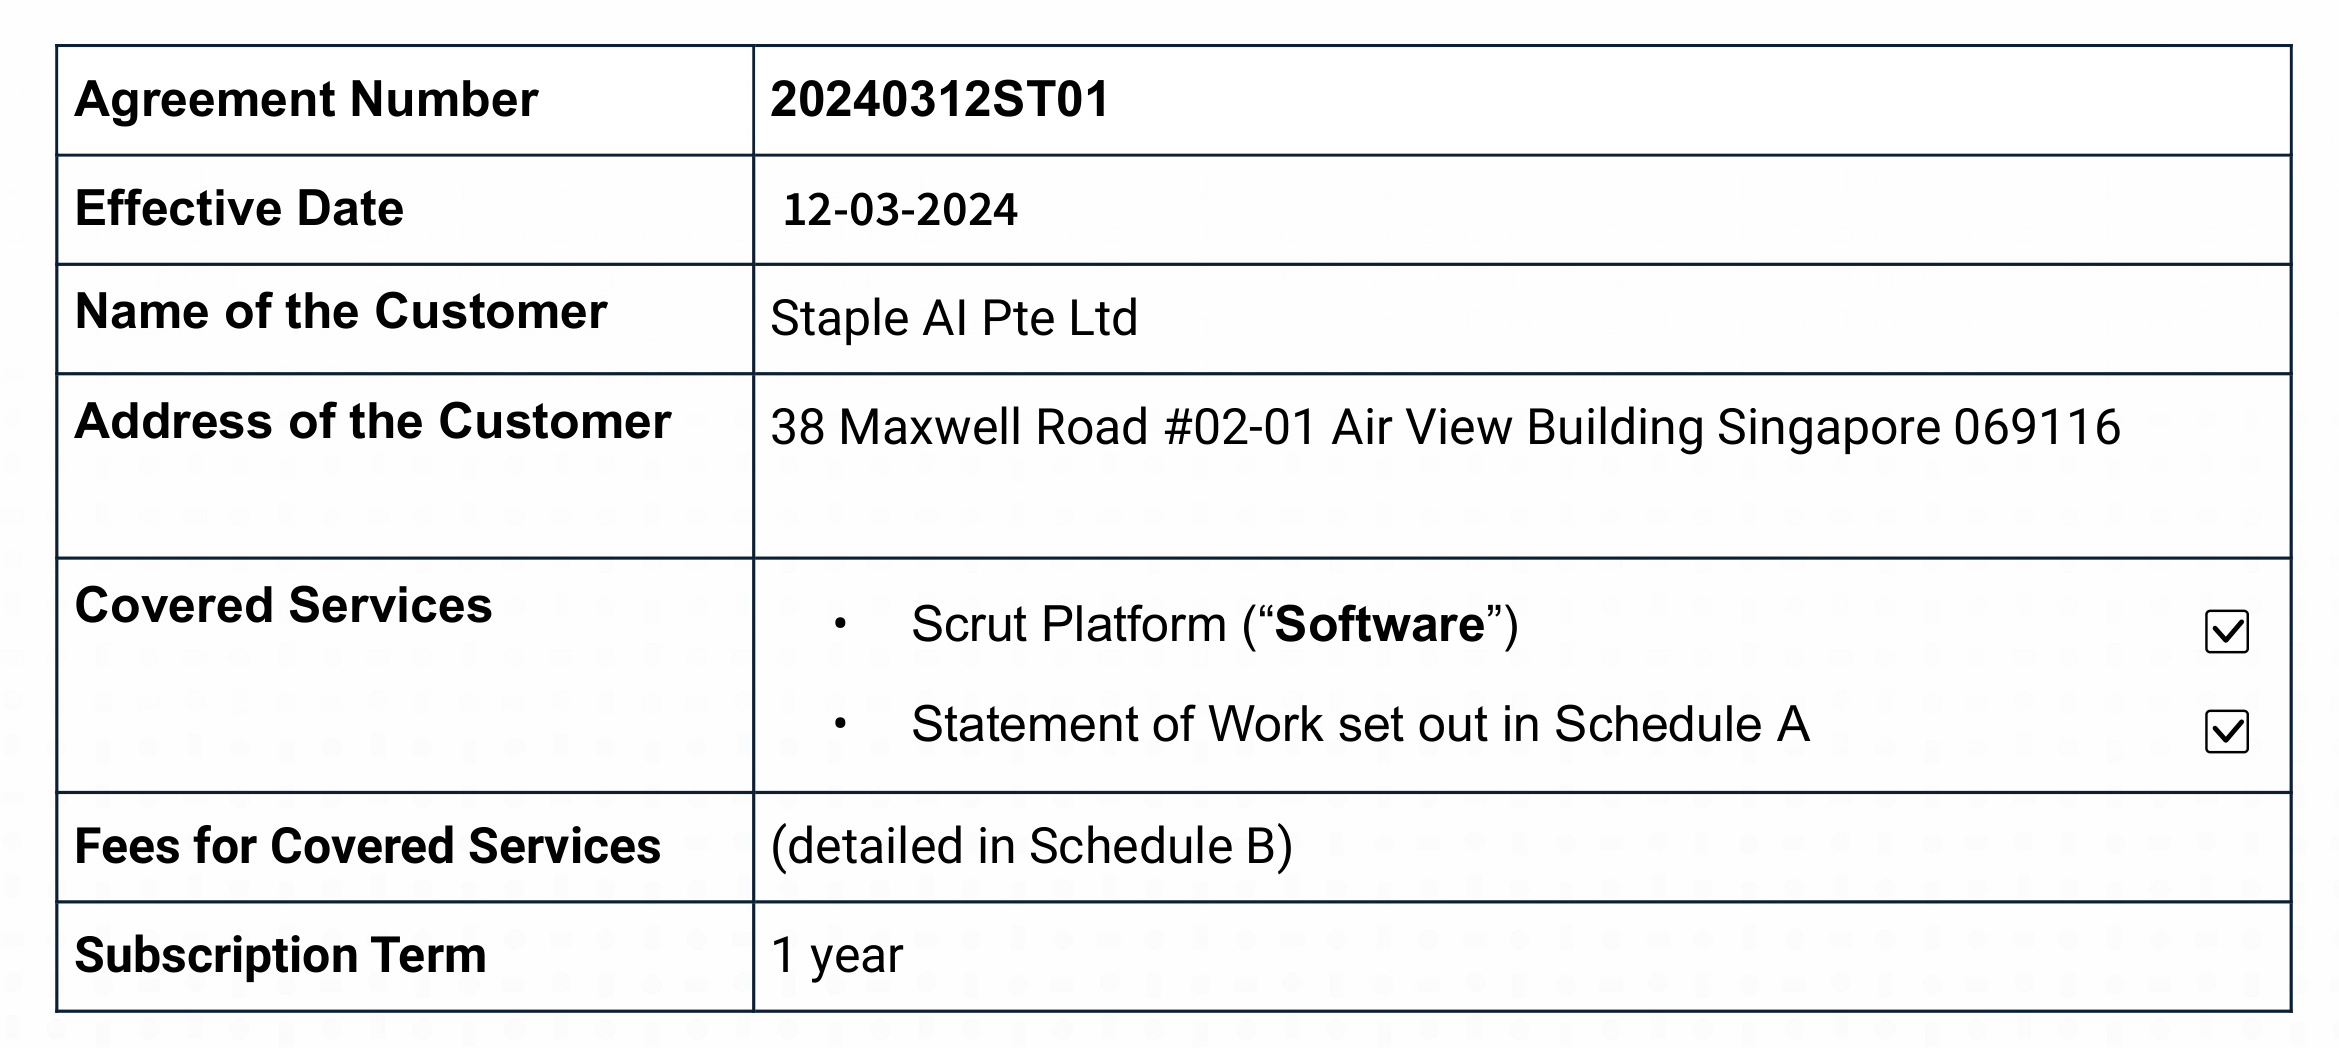 Agreement Number 20240312ST01
Effective Date 12-03-2024
Name of the Customer Staple AI Pte Ltd
Address of the Customer 38 Maxwell Road #02-01 Air View Building Singapore 069116
Covered Services • Scrut Platform (“Software”) ☑
• Statement of Work set out in Schedule A ☑
Fees for Covered Services (detailed in Schedule B)
Subscription Term 1 year